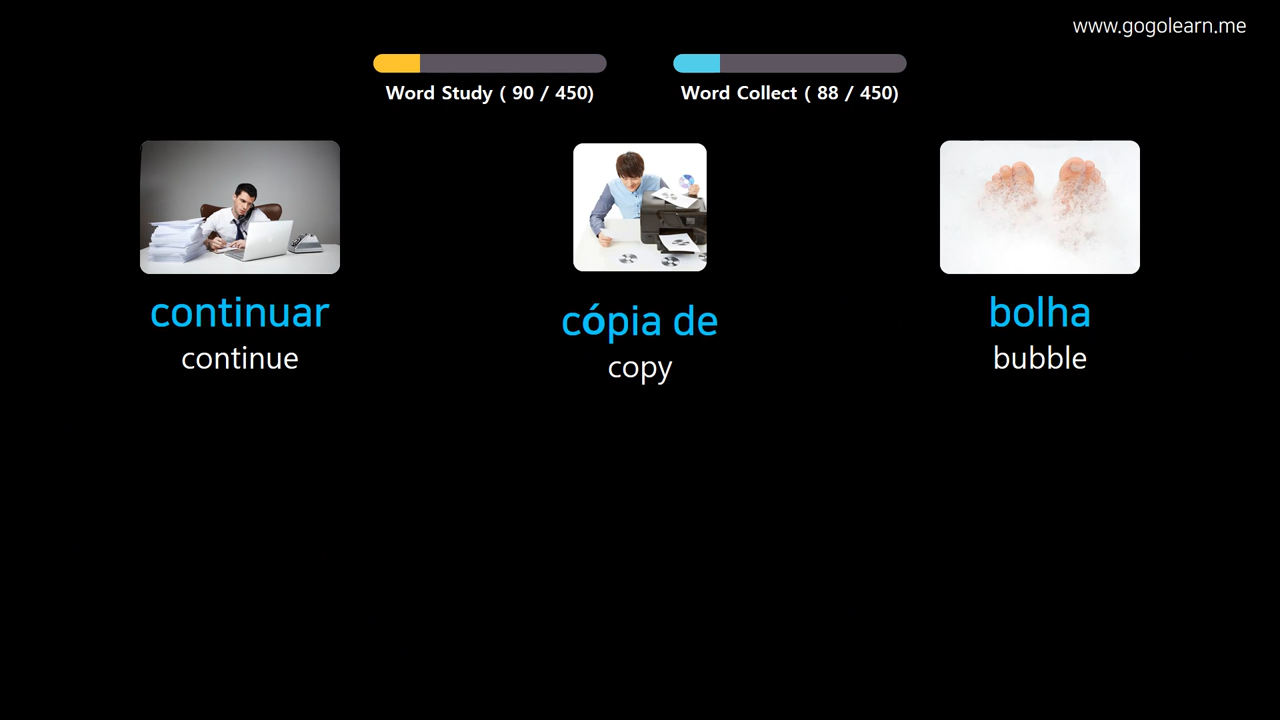 www.gogolearn.me
Word Study ( 90 / 450)
Word Collect ( 88 / 450)
continuar
continue
cópia de
copy
bolha
bubble